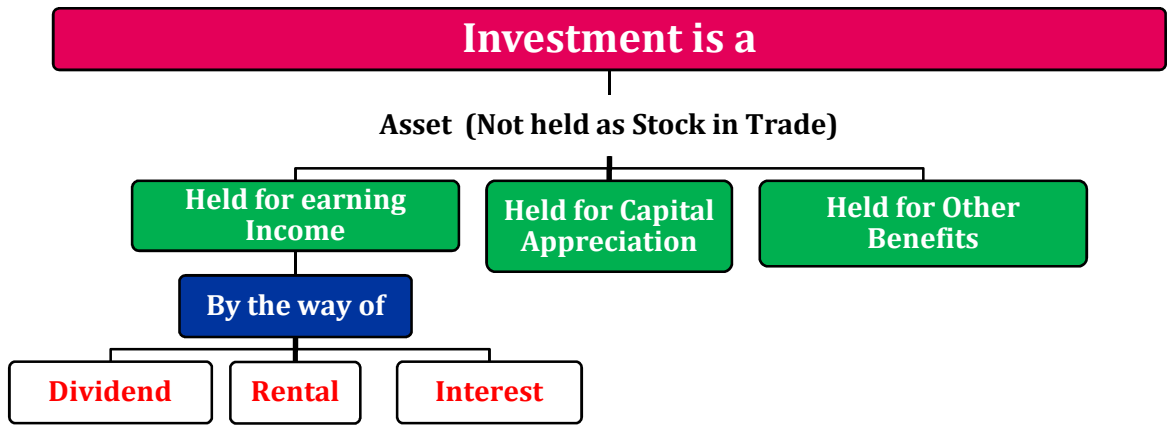 Investment is a
Asset (Not held as Stock in Trade)
Held for earning
Income
Held for Capital
Appreciation
Held for Other
Benefits
By the way of
Dividend
Rental
Interest